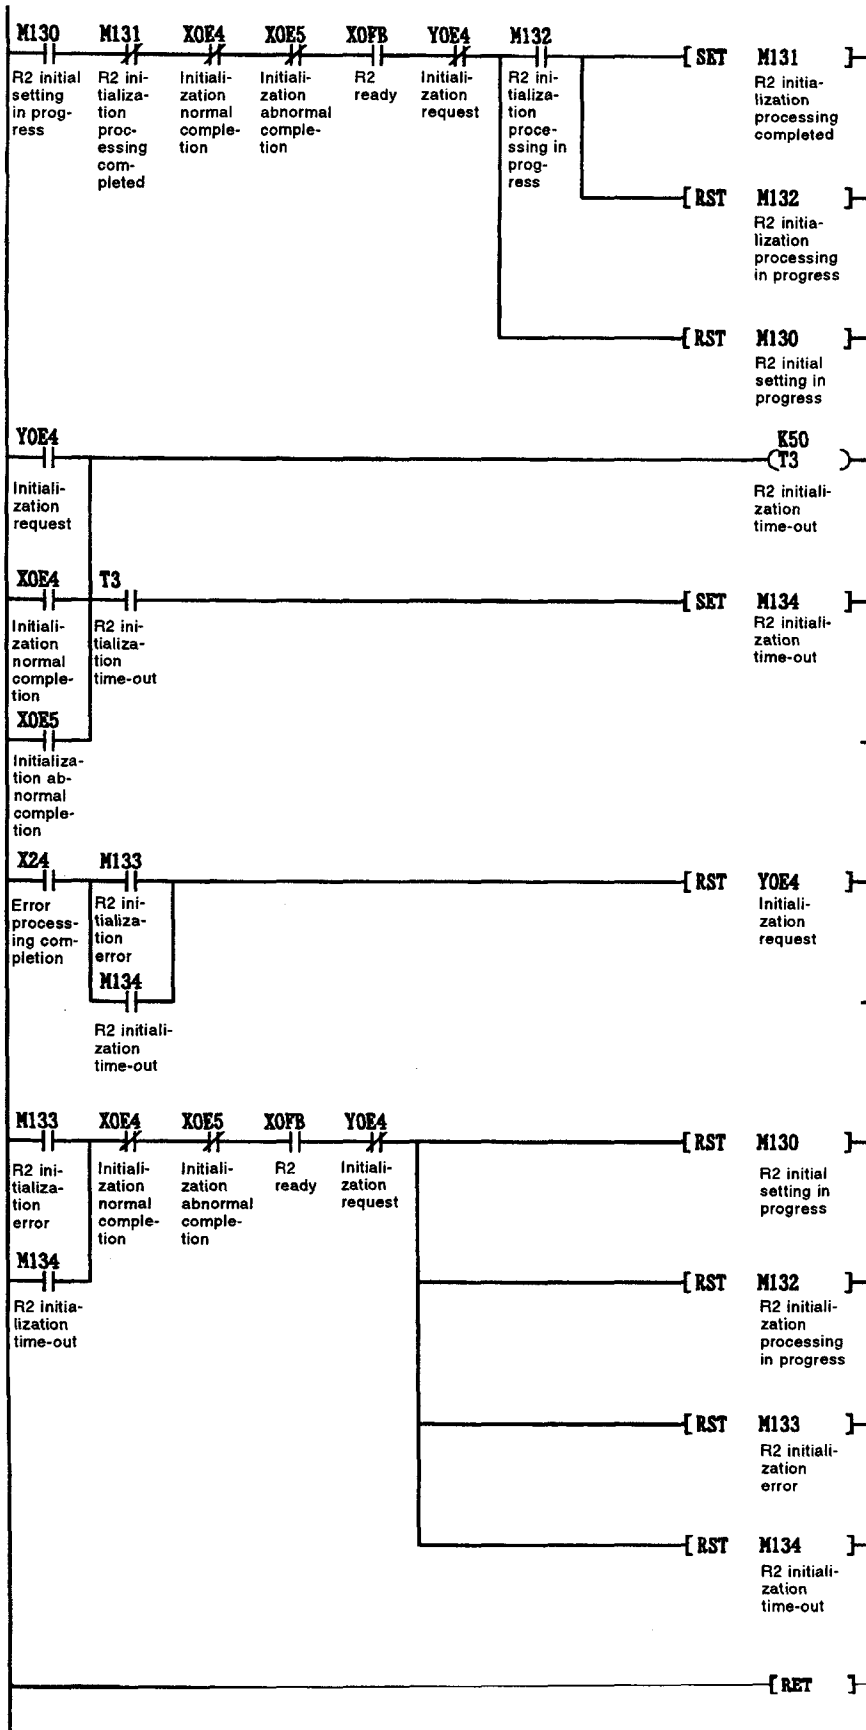 M130 M131 X0E4 X0E5 X0FB Y0E4 M132
[ SET M131 ]
R2 initial
setting
in prog-
ress
R2 ini-
tializa-
tion
proc-
essing
com-
pleted
Initiali-
zation
normal
comple-
tion
Initiali-
zation
abnormal
comple-
tion
R2
ready
Initiali-
zation
request
R2 ini-
tializa-
tion
proce-
ssing in
prog-
ress
R2 initia-
lization
processing
completed
[ RST M132 ]
R2 initia-
lization
processing
in progress
[ RST M130 ]
R2 initial
setting in
progress
Y0E4
K50
(T3 )
Initiali-
zation
request
R2 initiali-
zation
time-out
X0E4 T3
[ SET M134 ]
Initiali-
zation
normal
comple-
tion
R2 ini-
tializa-
tion
time-out
R2 initiali-
zation
time-out
X0E5
Initializa-
tion ab-
normal
comple-
tion
X24 M133
[ RST Y0E4 ]
Error
process-
ing com-
pletion
R2 ini-
tializa-
tion
error
Initiali-
zation
request
M134
R2 initiali-
zation
time-out
M133 X0E4 X0E5 X0FB Y0E4
[ RST M130 ]
R2 ini-
tializa-
tion
error
Initiali-
zation
normal
comple-
tion
Initiali-
zation
abnormal
comple-
tion
R2
ready
Initiali-
zation
request
R2 initial
setting in
progress
M134
R2 initia-
lization
time-out
[ RST M132 ]
R2 initiali-
zation
processing
in progress
[ RST M133 ]
R2 initiali-
zation
error
[ RST M134 ]
R2 initiali-
zation
time-out
[ RET ]